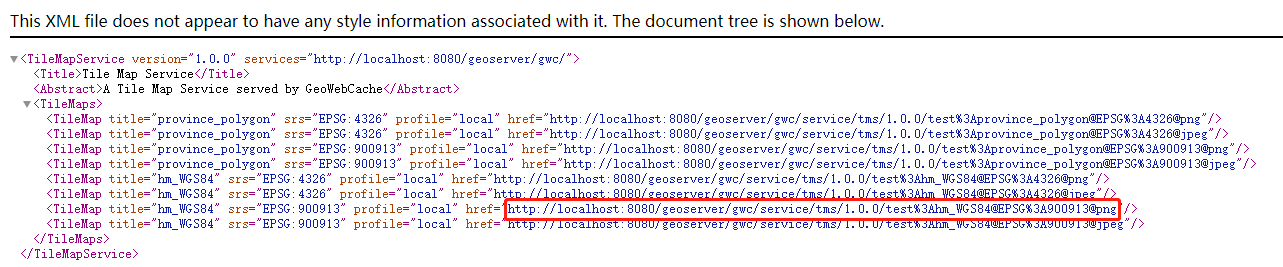 This XML file does not appear to have any style information associated with it. The document tree is shown below.
▼<TileMapService version="1.0.0" services="http://localhost:8080/geoserver/gwc/">
<Title>Tile Map Service</Title>
<Abstract>A Tile Map Service served by GeoWebCache</Abstract>
▼<TileMaps>
<TileMap title="province_polygon" srs="EPSG:4326" profile="local" href="http://localhost:8080/geoserver/gwc/service/tms/1.0.0/test%3Aprovince_polygon@EPSG%3A4326@png"/>
<TileMap title="province_polygon" srs="EPSG:4326" profile="local" href="http://localhost:8080/geoserver/gwc/service/tms/1.0.0/test%3Aprovince_polygon@EPSG%3A4326@jpeg"/>
<TileMap title="province_polygon" srs="EPSG:900913" profile="local" href="http://localhost:8080/geoserver/gwc/service/tms/1.0.0/test%3Aprovince_polygon@EPSG%3A900913@png"/>
<TileMap title="province_polygon" srs="EPSG:900913" profile="local" href="http://localhost:8080/geoserver/gwc/service/tms/1.0.0/test%3Aprovince_polygon@EPSG%3A900913@jpeg"/>
<TileMap title="hm_WGS84" srs="EPSG:4326" profile="local" href="http://localhost:8080/geoserver/gwc/service/tms/1.0.0/test%3Ahm_WGS84@EPSG%3A4326@png"/>
<TileMap title="hm_WGS84" srs="EPSG:4326" profile="local" href="http://localhost:8080/geoserver/gwc/service/tms/1.0.0/test%3Ahm_WGS84@EPSG%3A4326@jpeg"/>
<TileMap title="hm_WGS84" srs="EPSG:900913" profile="local" href="http://localhost:8080/geoserver/gwc/service/tms/1.0.0/test%3Ahm_WGS84@EPSG%3A900913@png"/>
<TileMap title="hm_WGS84" srs="EPSG:900913" profile="local" href="http://localhost:8080/geoserver/gwc/service/tms/1.0.0/test%3Ahm_WGS84@EPSG%3A900913@jpeg"/>
</TileMaps>
</TileMapService>